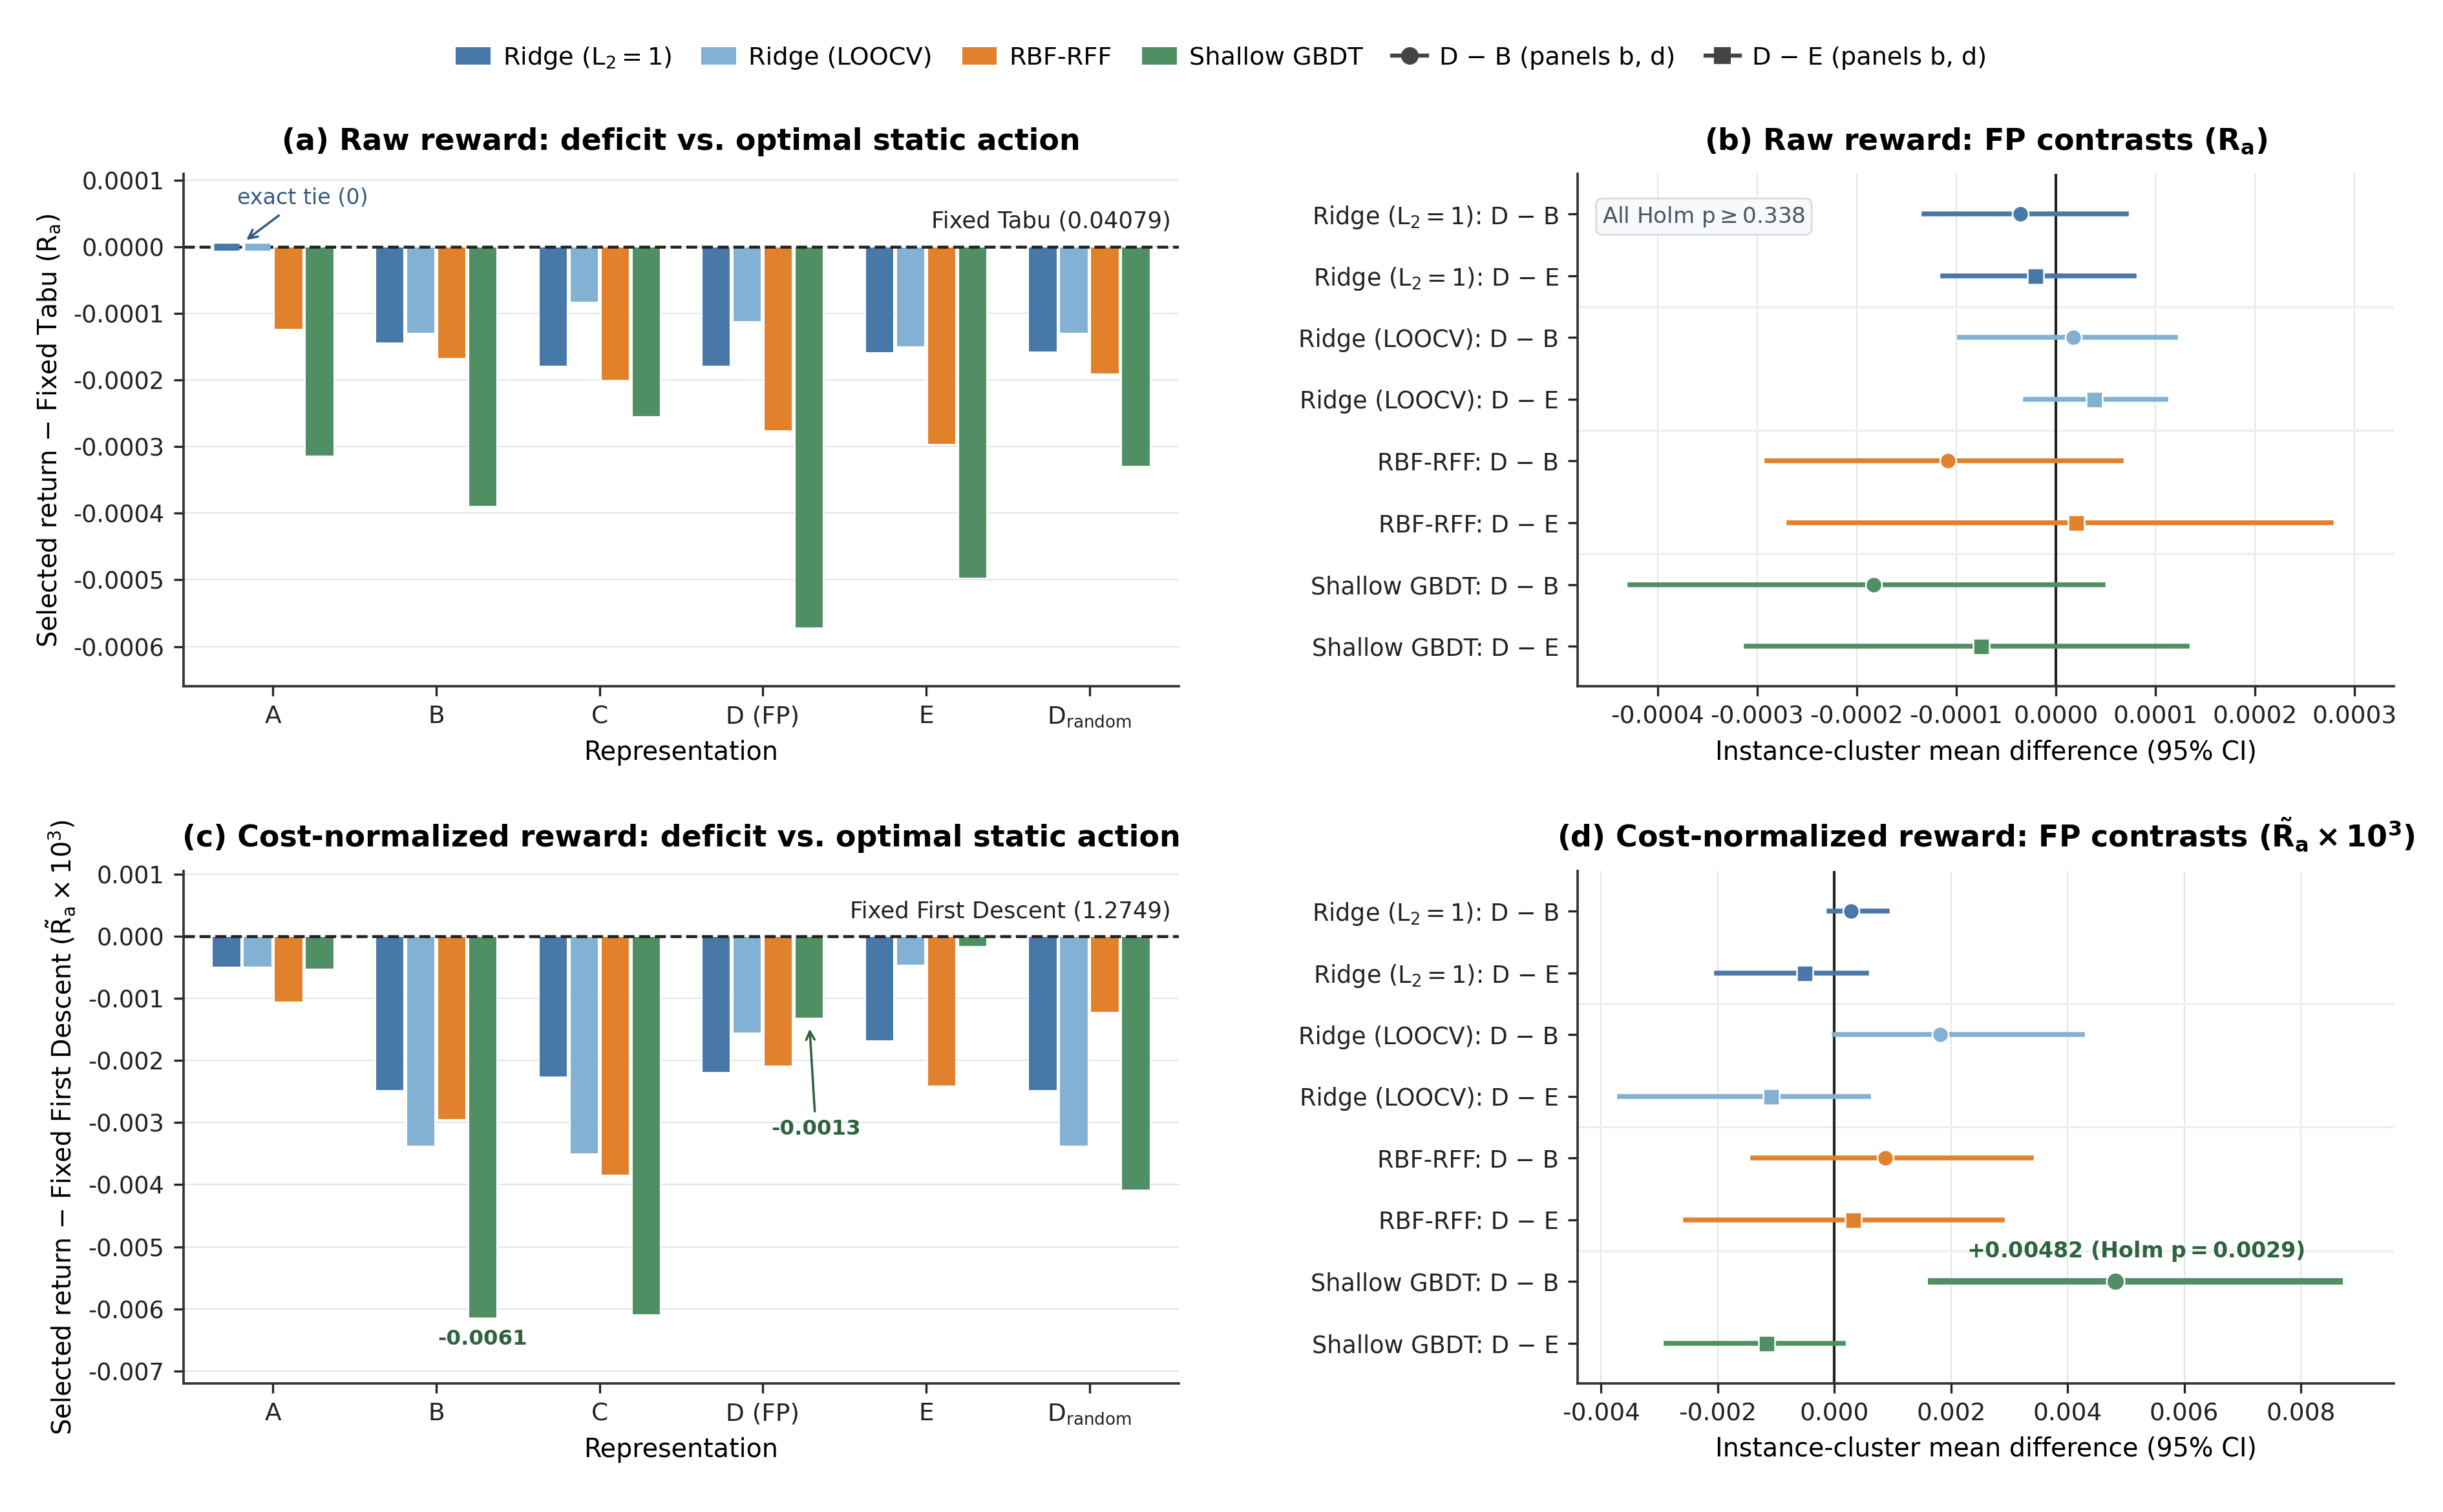 Ridge (L₂ = 1) Ridge (LOOCV) RBF-RFF Shallow GBDT D − B (panels b, d) D − E (panels b, d)
(a) Raw reward: deficit vs. optimal static action
Selected return − Fixed Tabu (Rₐ)
0.0001
0.0000
-0.0001
-0.0002
-0.0003
-0.0004
-0.0005
-0.0006
exact tie (0)
Fixed Tabu (0.04079)
A B C D (FP) E D_random
Representation
(b) Raw reward: FP contrasts (Rₐ)
All Holm p ≥ 0.338
Ridge (L₂ = 1): D − B
Ridge (L₂ = 1): D − E
Ridge (LOOCV): D − B
Ridge (LOOCV): D − E
RBF-RFF: D − B
RBF-RFF: D − E
Shallow GBDT: D − B
Shallow GBDT: D − E
-0.0004 -0.0003 -0.0002 -0.0001 0.0000 0.0001 0.0002 0.0003
Instance-cluster mean difference (95% CI)
(c) Cost-normalized reward: deficit vs. optimal static action
Selected return − Fixed First Descent (R̃ₐ × 10³)
0.001
0.000
-0.001
-0.002
-0.003
-0.004
-0.005
-0.006
-0.007
Fixed First Descent (1.2749)
-0.0013
-0.0061
A B C D (FP) E D_random
Representation
(d) Cost-normalized reward: FP contrasts (R̃ₐ × 10³)
Ridge (L₂ = 1): D − B
Ridge (L₂ = 1): D − E
Ridge (LOOCV): D − B
Ridge (LOOCV): D − E
RBF-RFF: D − B
RBF-RFF: D − E
+0.00482 (Holm p = 0.0029)
Shallow GBDT: D − B
Shallow GBDT: D − E
-0.004 -0.002 0.000 0.002 0.004 0.006 0.008
Instance-cluster mean difference (95% CI)